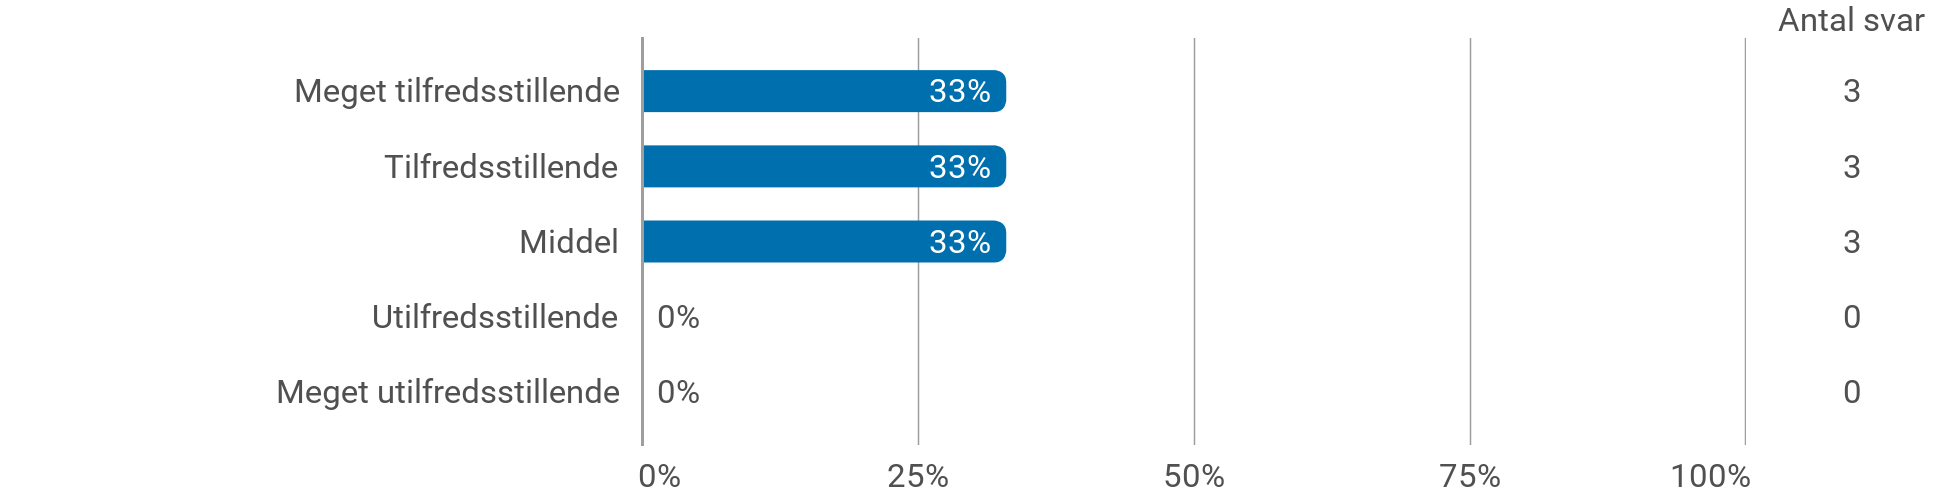 Antal svar
Meget tilfredsstillende 33% 3
Tilfredsstillende 33% 3
Middel 33% 3
Utilfredsstillende 0% 0
Meget utilfredsstillende 0% 0
0% 25% 50% 75% 100%